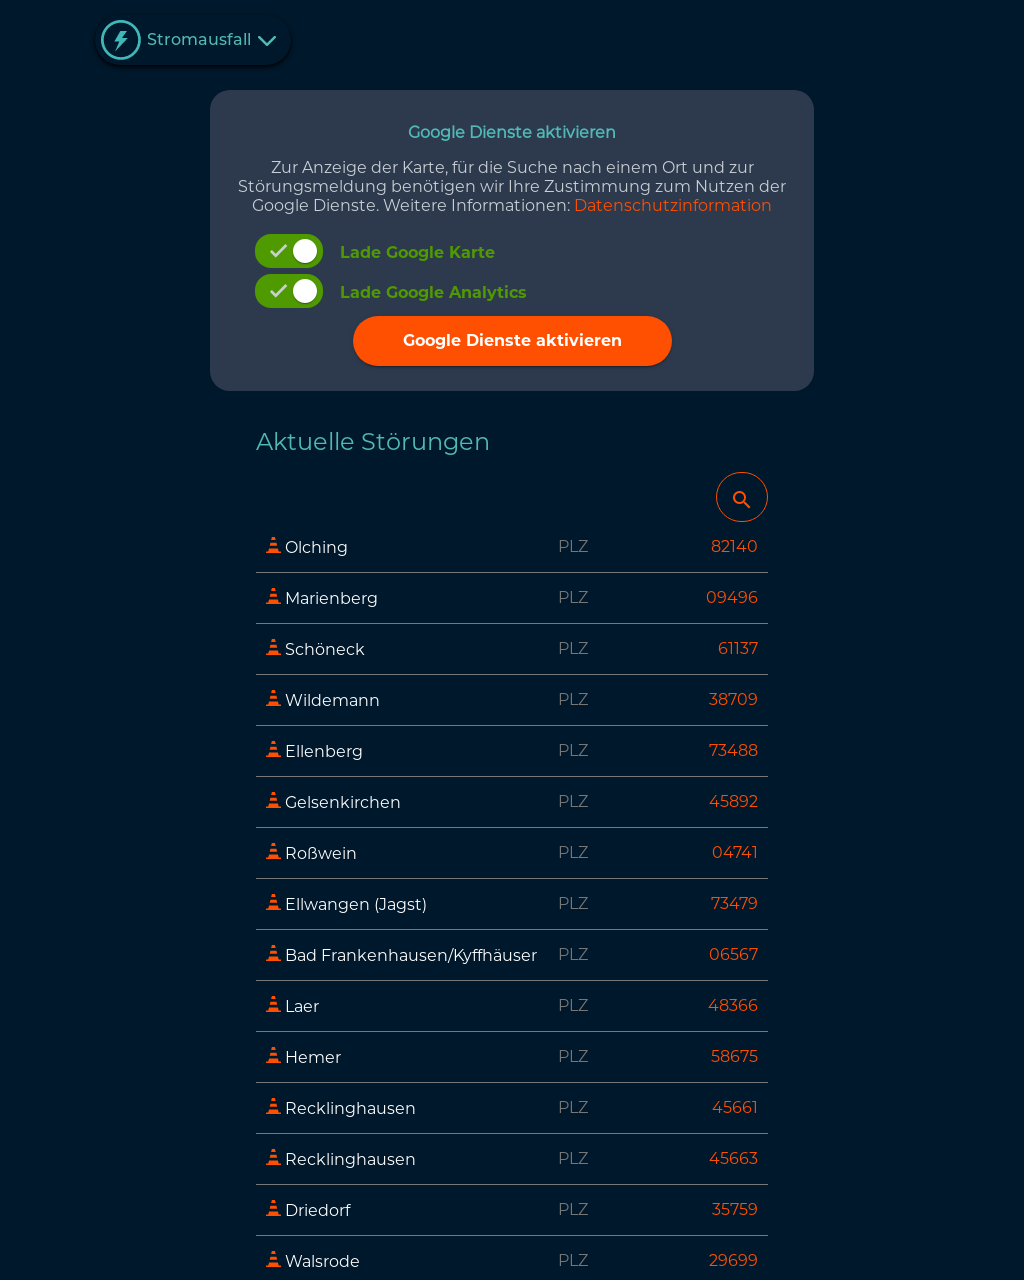 Stromausfall
Google Dienste aktivieren
Zur Anzeige der Karte, für die Suche nach einem Ort und zur
Störungsmeldung benötigen wir Ihre Zustimmung zum Nutzen der
Google Dienste. Weitere Informationen: Datenschutzinformation
Lade Google Karte
Lade Google Analytics
Google Dienste aktivieren
Aktuelle Störungen
Olching PLZ 82140
Marienberg PLZ 09496
Schöneck PLZ 61137
Wildemann PLZ 38709
Ellenberg PLZ 73488
Gelsenkirchen PLZ 45892
Roßwein PLZ 04741
Ellwangen (Jagst) PLZ 73479
Bad Frankenhausen/Kyffhäuser PLZ 06567
Laer PLZ 48366
Hemer PLZ 58675
Recklinghausen PLZ 45661
Recklinghausen PLZ 45663
Driedorf PLZ 35759
Walsrode PLZ 29699